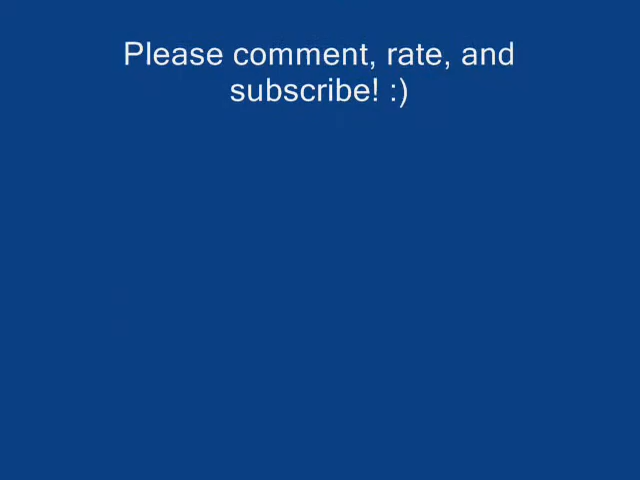 Please comment, rate, and
subscribe! :)